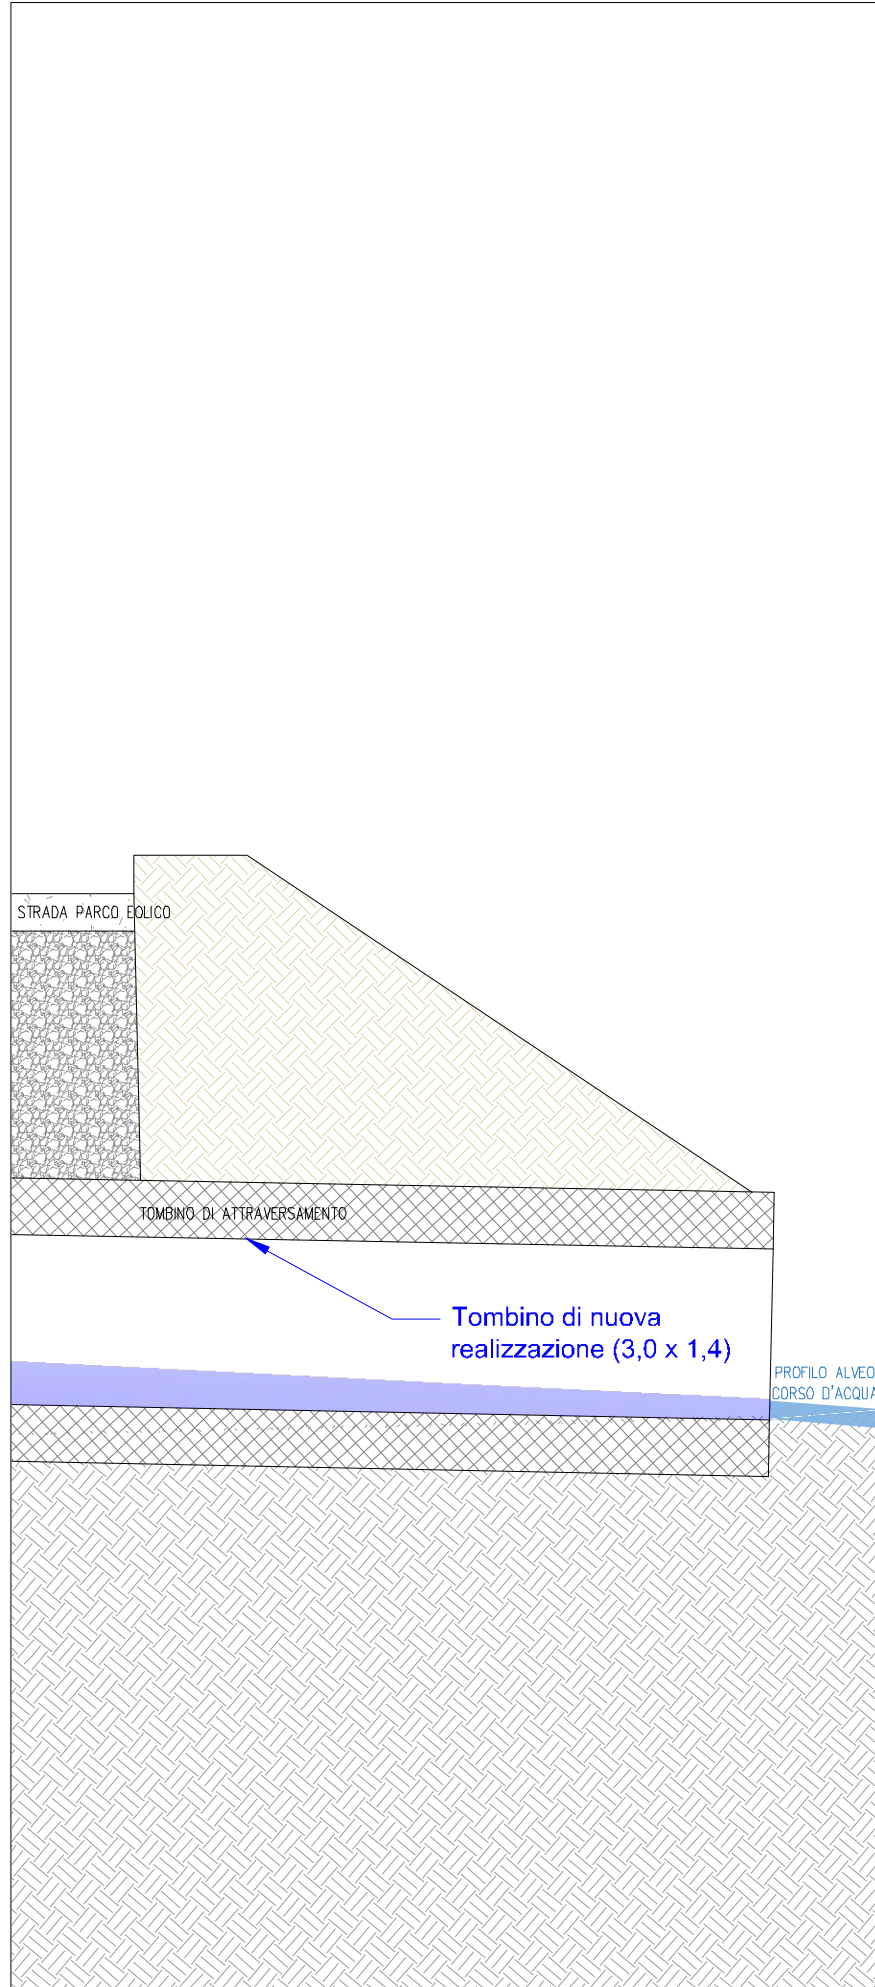 STRADA PARCO EOLICO
TOMBINO DI ATTRAVERSAMENTO
Tombino di nuova
realizzazione (3,0 x 1,4)
PROFILO ALVEO
CORSO D'ACQUA